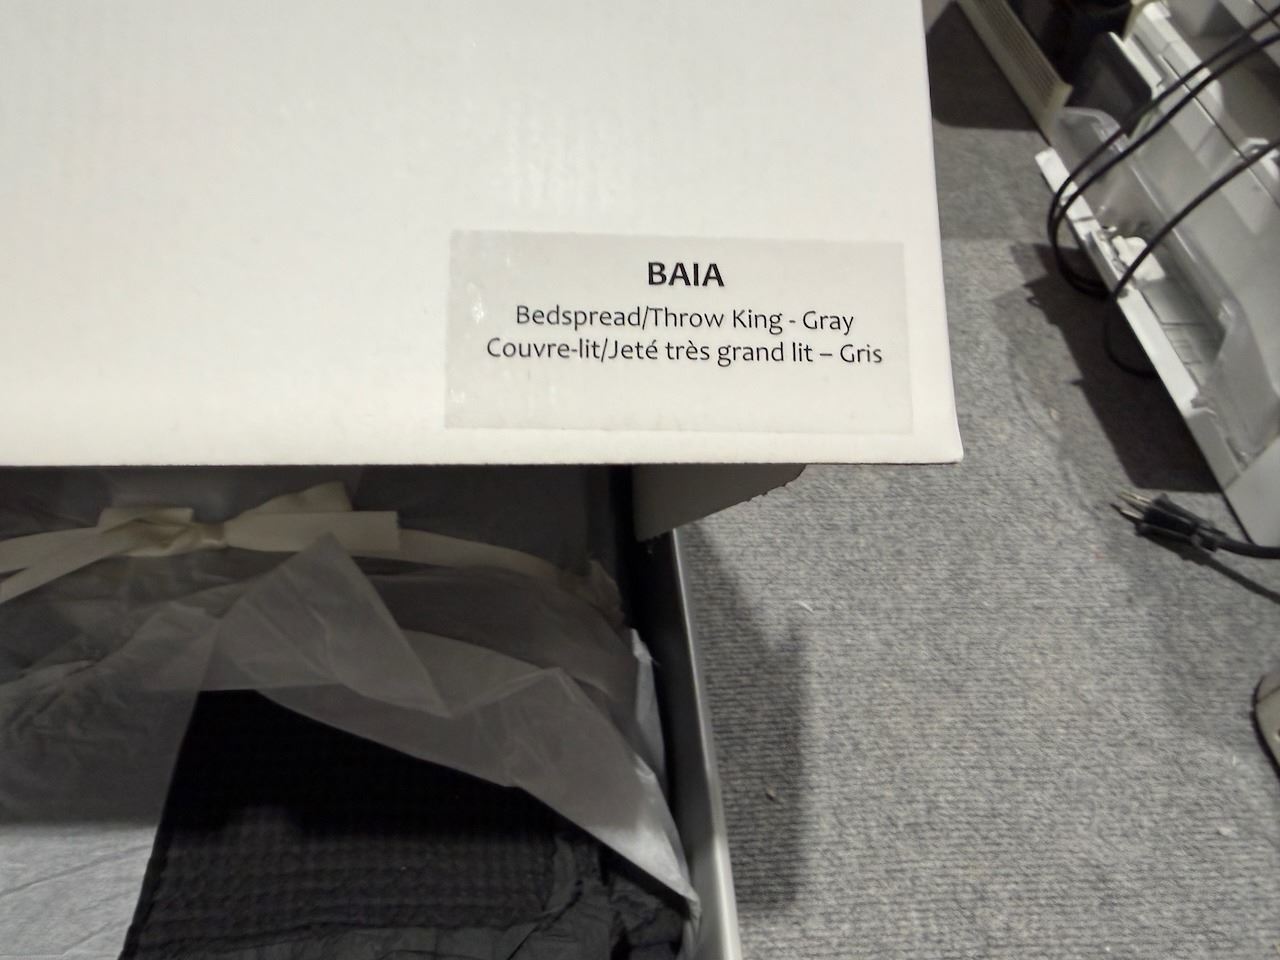 BAIA
Bedspread/Throw King - Gray
Couvre-lit/Jeté très grand lit – Gris